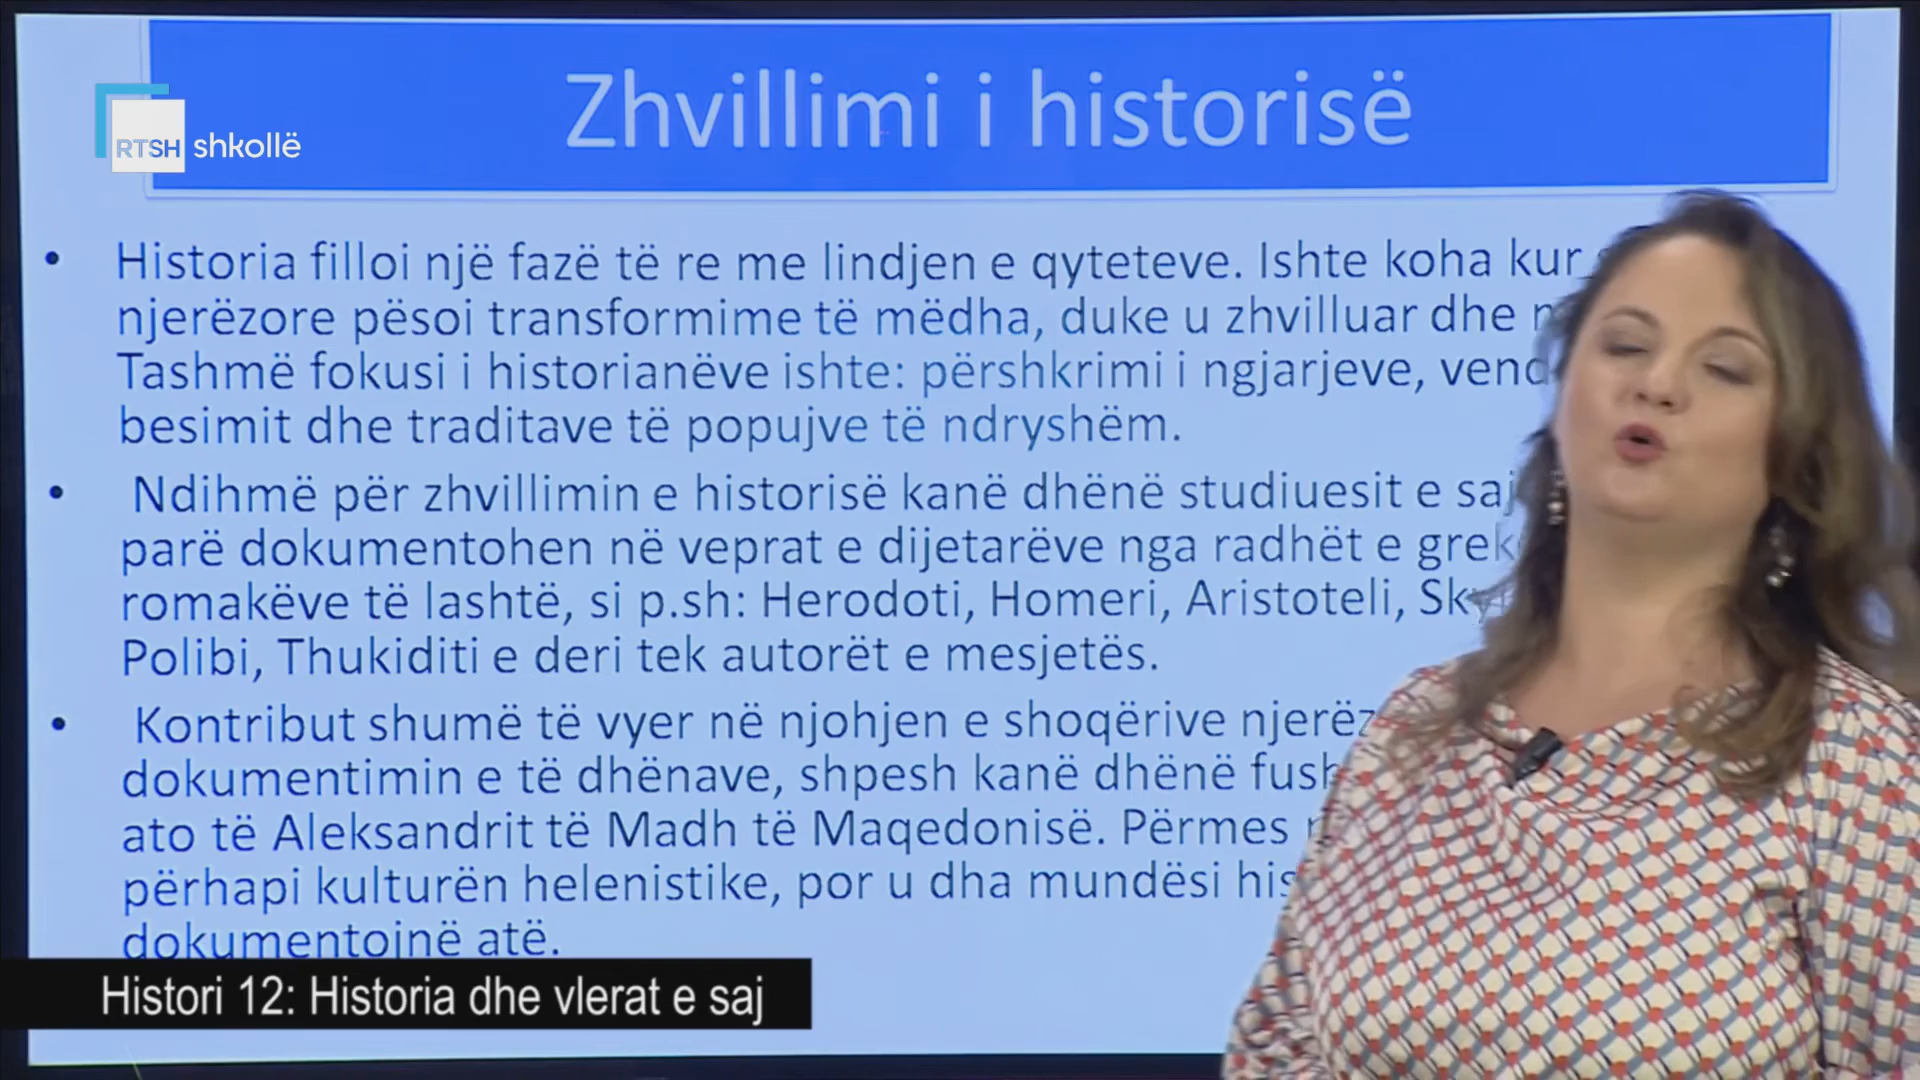 Zhvillimi i historisë
RTSH shkollë
• Historia filloi një fazë të re me lindjen e qyteteve. Ishte koha kur
njerëzore pësoi transformime të mëdha, duke u zhvilluar dhe
Tashmë fokusi i historianëve ishte: përshkrimi i ngjarjeve,
besimit dhe traditave të popujve të ndryshëm.
• Ndihmë për zhvillimin e historisë kanë dhënë studiuesit e
parë dokumentohen në veprat e dijetarëve nga radhët e
romakëve të lashtë, si p.sh: Herodoti, Homeri, Aristoteli,
Polibi, Thukiditi e deri tek autorët e mesjetës.
• Kontribut shumë të vyer në njohjen e shoqërive
dokumentimin e të dhënave, shpesh kanë dhënë
ato të Aleksandrit të Madh të Maqedonisë. Përmes
përhapi kulturën helenistike, por u dha mundësi
dokumentojnë atë.
Histori 12: Historia dhe vlerat e saj